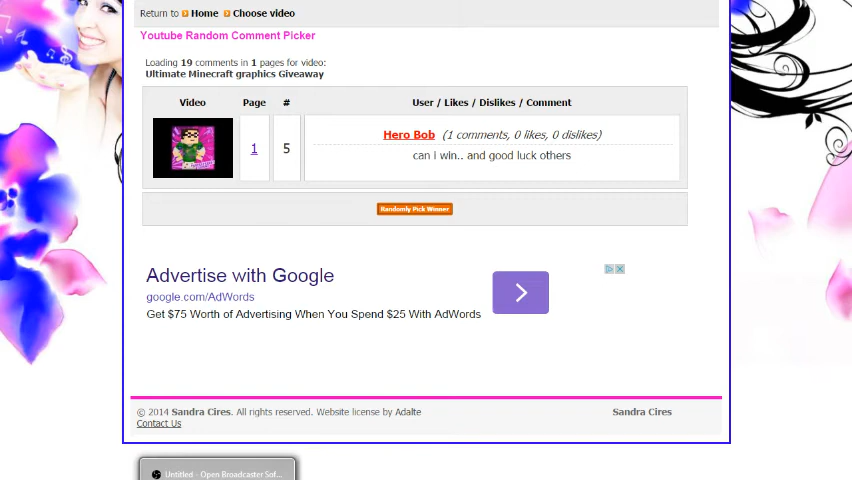 Return to Home Choose video
Youtube Random Comment Picker
Loading 19 comments in 1 pages for video:
Ultimate Minecraft graphics Giveaway
Video Page # User / Likes / Dislikes / Comment
1 5 Hero Bob (1 comments, 0 likes, 0 dislikes)
can i win.. and good luck others
Randomly Pick Winner
Advertise with Google
google.com/AdWords
Get $75 Worth of Advertising When You Spend $25 With AdWords
© 2014 Sandra Cires. All rights reserved. Website license by Adalte Sandra Cires
Contact Us
Untitled - Open Broadcaster Sof...